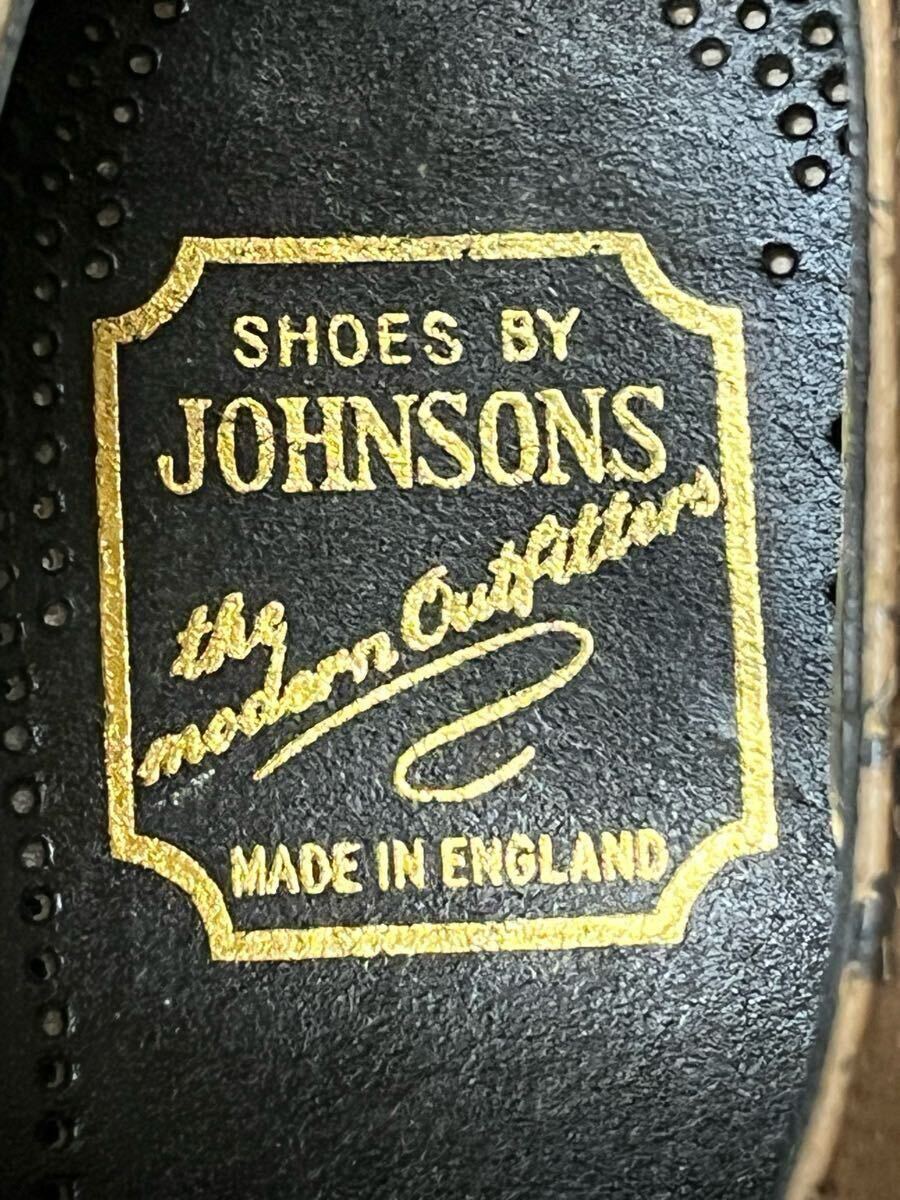 SHOES BY
JOHNSONS
the
modern Outfitters
MADE IN ENGLAND